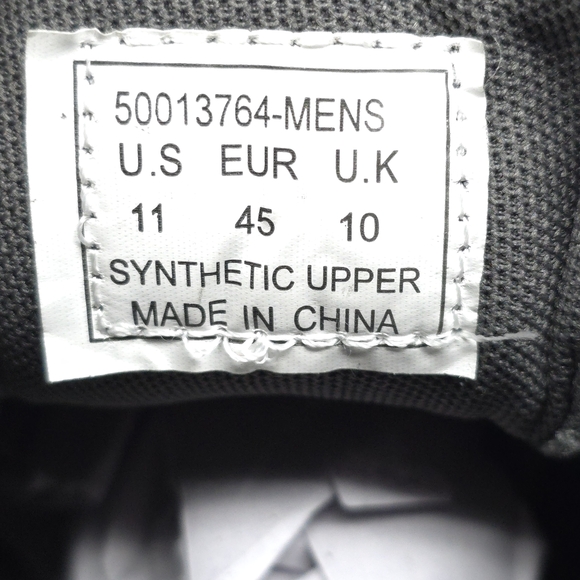 50013764-MENS
U.S EUR U.K
11 45 10
SYNTHETIC UPPER
MADE IN CHINA